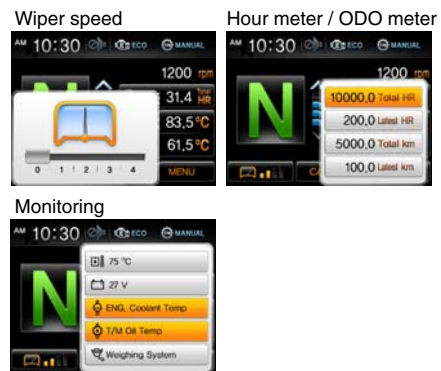 Wiper speed
AM 10:30 ECO MANUAL
N
1200 rpm
31.4 Total HR
83.5 °C
61.5 °C
0 1 2 3 4
MENU
Hour meter / ODO meter
AM 10:30 ECO MANUAL
N
1200 rpm
10000.0 Total HR
200.0 Latest HR
5000.0 Total km
100.0 Latest km
CA
Monitoring
AM 10:30 ECO MANUAL
N
75 °C
27 V
ENG. Coolant Temp
T/M Oil Temp
Weighing System